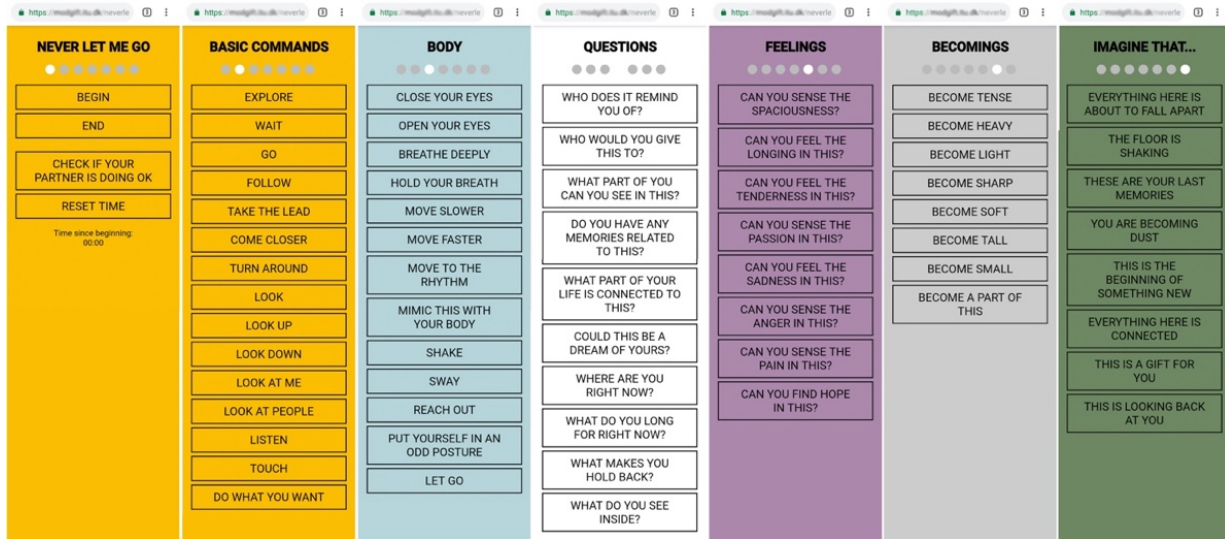 https://
3
https://
3
https://
3
https://
3
https://
3
https://
3
https://
3
NEVER LET ME GO
BEGIN
END
CHECK IF YOUR
PARTNER IS DOING OK
RESET TIME
Time since beginning:
00:00
BASIC COMMANDS
EXPLORE
WAIT
GO
FOLLOW
TAKE THE LEAD
COME CLOSER
TURN AROUND
LOOK
LOOK UP
LOOK DOWN
LOOK AT ME
LOOK AT PEOPLE
LISTEN
TOUCH
DO WHAT YOU WANT
BODY
CLOSE YOUR EYES
OPEN YOUR EYES
BREATHE DEEPLY
HOLD YOUR BREATH
MOVE SLOWER
MOVE FASTER
MOVE TO THE
RHYTHM
MIMIC THIS WITH
YOUR BODY
SHAKE
SWAY
REACH OUT
PUT YOURSELF IN AN
ODD POSTURE
LET GO
QUESTIONS
WHO DOES IT REMIND
YOU OF?
WHO WOULD YOU GIVE
THIS TO?
WHAT PART OF YOU
CAN YOU SEE IN THIS?
DO YOU HAVE ANY
MEMORIES RELATED
TO THIS?
WHAT PART OF YOUR
LIFE IS CONNECTED TO
THIS?
COULD THIS BE A
DREAM OF YOURS?
WHERE ARE YOU
RIGHT NOW?
WHAT DO YOU LONG
FOR RIGHT NOW?
WHAT MAKES YOU
HOLD BACK?
WHAT DO YOU SEE
INSIDE?
FEELINGS
CAN YOU SENSE THE
SPACIOUSNESS?
CAN YOU FEEL THE
LONGING IN THIS?
CAN YOU FEEL THE
TENDERNESS IN THIS?
CAN YOU SENSE THE
PASSION IN THIS?
CAN YOU FEEL THE
SADNESS IN THIS?
CAN YOU SENSE THE
ANGER IN THIS?
CAN YOU SENSE THE
PAIN IN THIS?
CAN YOU FIND HOPE
IN THIS?
BECOMINGS
BECOME TENSE
BECOME HEAVY
BECOME LIGHT
BECOME SHARP
BECOME SOFT
BECOME TALL
BECOME SMALL
BECOME A PART OF
THIS
IMAGINE THAT...
EVERYTHING HERE IS
ABOUT TO FALL APART
THE FLOOR IS
SHAKING
THESE ARE YOUR LAST
MEMORIES
YOU ARE BECOMING
DUST
THIS IS THE
BEGINNING OF
SOMETHING NEW
EVERYTHING HERE IS
CONNECTED
THIS IS A GIFT FOR
YOU
THIS IS LOOKING BACK
AT YOU